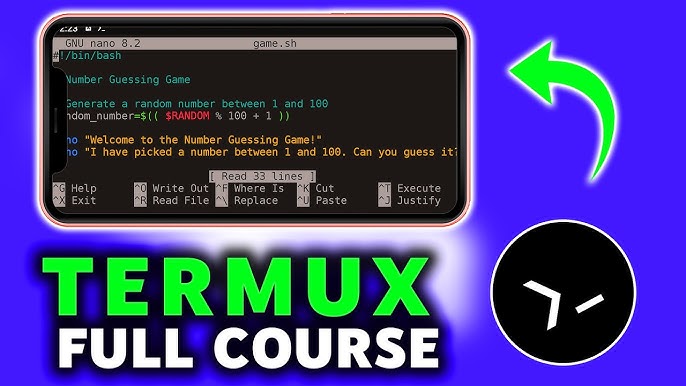 2:23
GNU nano 8.2 game.sh
#!/bin/bash
Number Guessing Game
Generate a random number between 1 and 100
ndom_number=$(( $RANDOM % 100 + 1 ))
ho "Welcome to the Number Guessing Game!"
ho "I have picked a number between 1 and 100. Can you guess it?
[ Read 33 lines ]
^G Help ^O Write Out ^F Where Is ^K Cut ^T Execute
^X Exit ^R Read File ^\ Replace ^U Paste ^J Justify
TERMUX
FULL COURSE